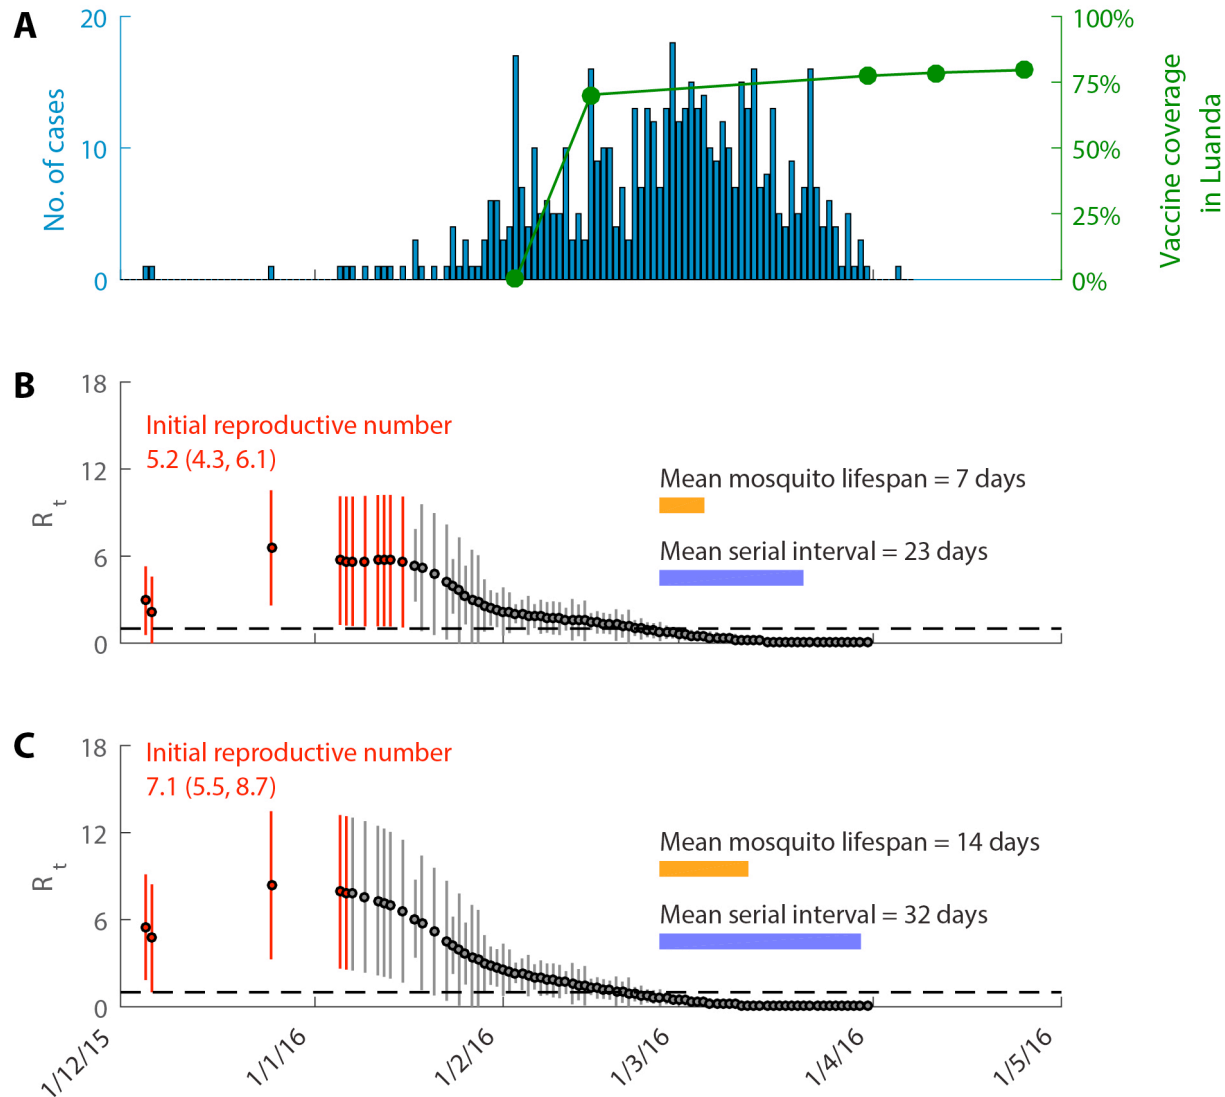 A
20
10
0
No. of cases
100%
75%
50%
25%
0%
Vaccine coverage
in Luanda
B
18
12
6
0
R t
Initial reproductive number
5.2 (4.3, 6.1)
Mean mosquito lifespan = 7 days
Mean serial interval = 23 days
C
18
12
6
0
R t
Initial reproductive number
7.1 (5.5, 8.7)
Mean mosquito lifespan = 14 days
Mean serial interval = 32 days
1/12/15
1/1/16
1/2/16
1/3/16
1/4/16
1/5/16